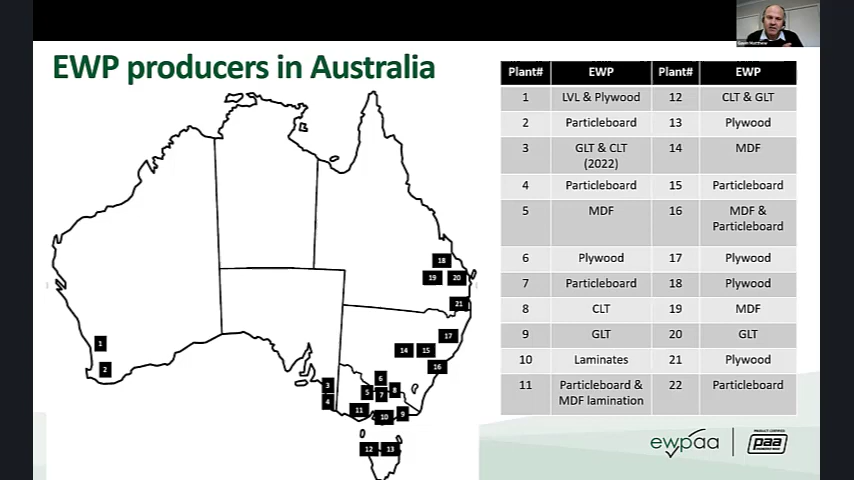 Gavin Matthew
EWP producers in Australia
Plant# EWP Plant# EWP
1 LVL & Plywood 12 CLT & GLT
2 Particleboard 13 Plywood
3 GLT & CLT (2022) 14 MDF
4 Particleboard 15 Particleboard
5 MDF 16 MDF & Particleboard
6 Plywood 17 Plywood
7 Particleboard 18 Plywood
8 CLT 19 MDF
9 GLT 20 GLT
10 Laminates 21 Plywood
11 Particleboard & MDF lamination 22 Particleboard
18
19 20
21
17
1
14 15
2
16
3
6
5 7 8
4
11
10 9
12 13
ewpaa
paa